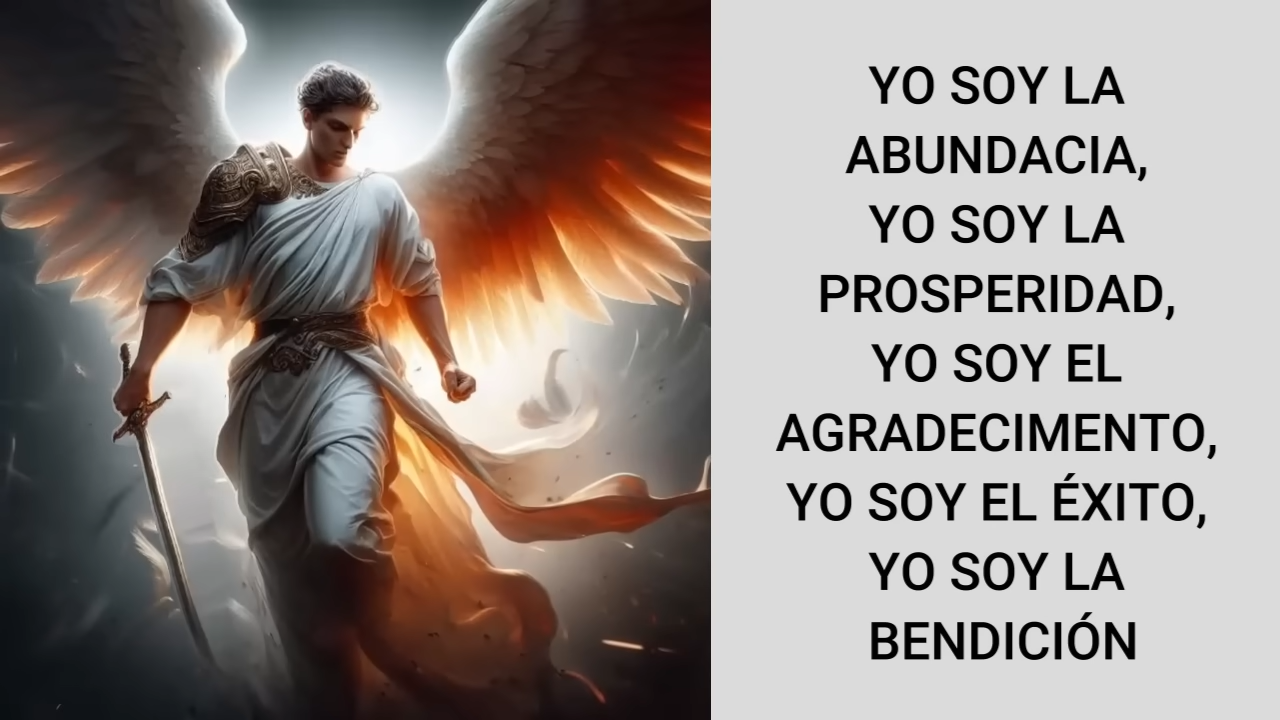 YO SOY LA
ABUNDACIA,
YO SOY LA
PROSPERIDAD,
YO SOY EL
AGRADECIMENTO,
YO SOY EL ÉXITO,
YO SOY LA
BENDICIÓN